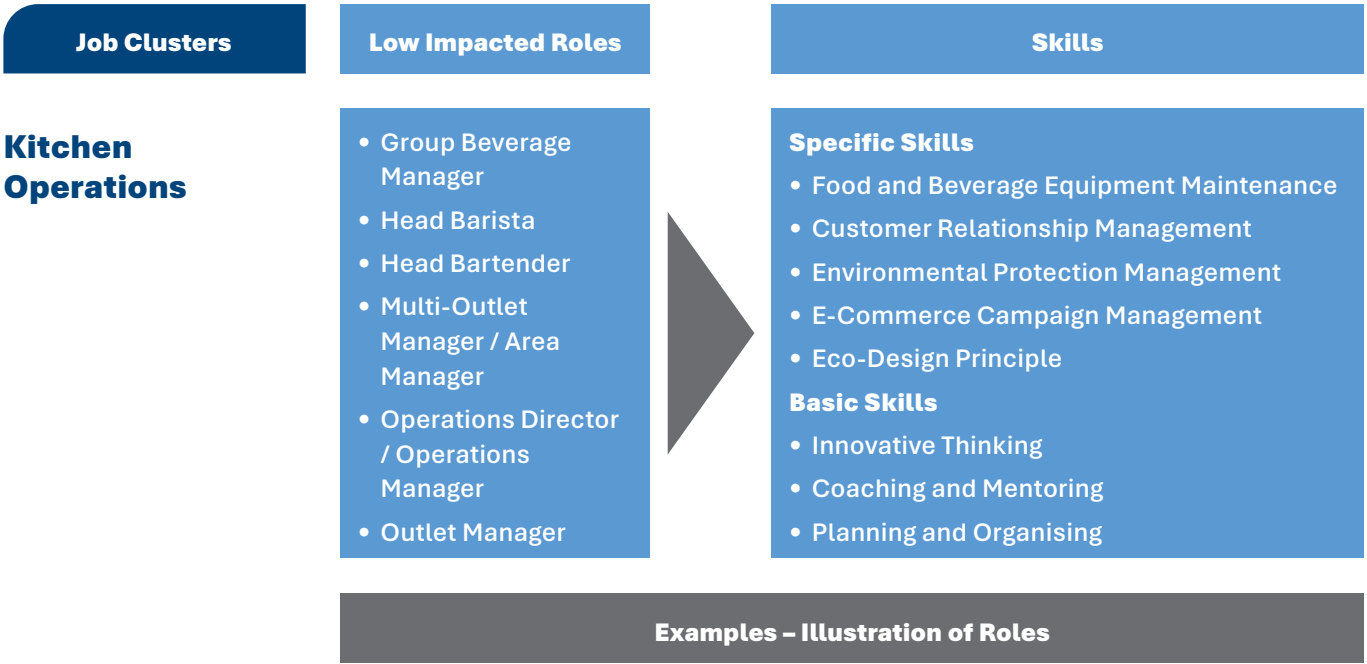 Job Clusters
Low Impacted Roles
Skills
Kitchen
Operations
• Group Beverage
Manager
• Head Barista
• Head Bartender
• Multi-Outlet
Manager / Area
Manager
• Operations Director
/ Operations
Manager
• Outlet Manager
Specific Skills
• Food and Beverage Equipment Maintenance
• Customer Relationship Management
• Environmental Protection Management
• E-Commerce Campaign Management
• Eco-Design Principle
Basic Skills
• Innovative Thinking
• Coaching and Mentoring
• Planning and Organising
Examples – Illustration of Roles